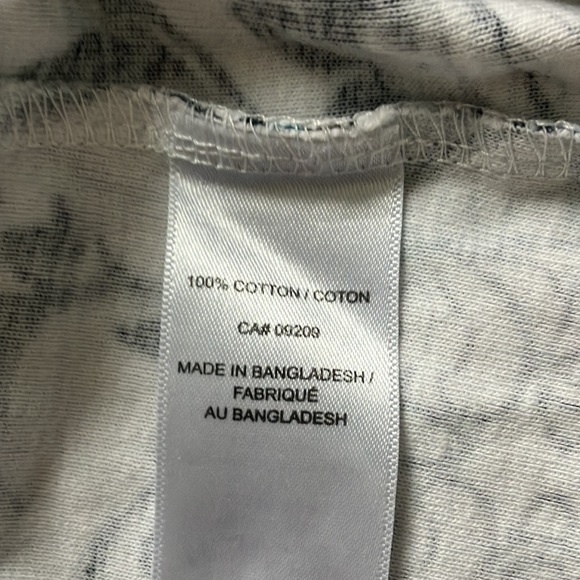 100% COTTON / COTON
CA# 09209
MADE IN BANGLADESH /
FABRIQUÉ
AU BANGLADESH